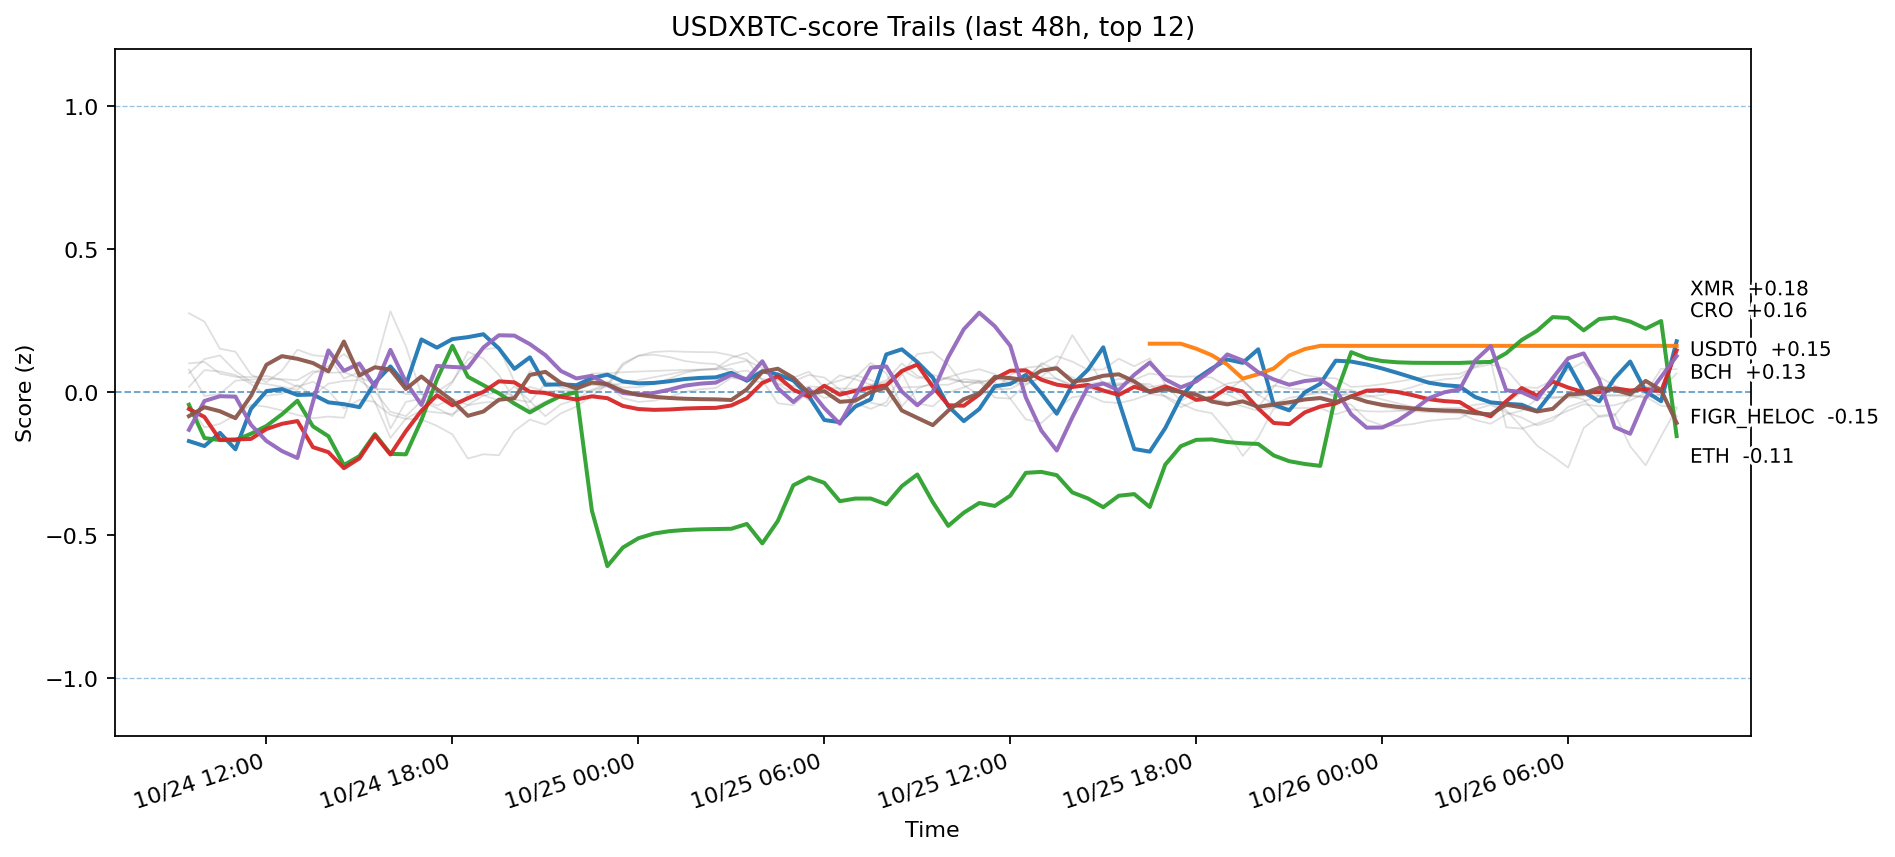 USDXBTC-score Trails (last 48h, top 12)
Score (z)
1.0
0.5
0.0
−0.5
−1.0
XMR +0.18
CRO +0.16
USDT0 +0.15
BCH +0.13
FIGR_HELOC -0.15
ETH -0.11
10/24 12:00
10/24 18:00
10/25 00:00
10/25 06:00
10/25 12:00
10/25 18:00
10/26 00:00
10/26 06:00
Time